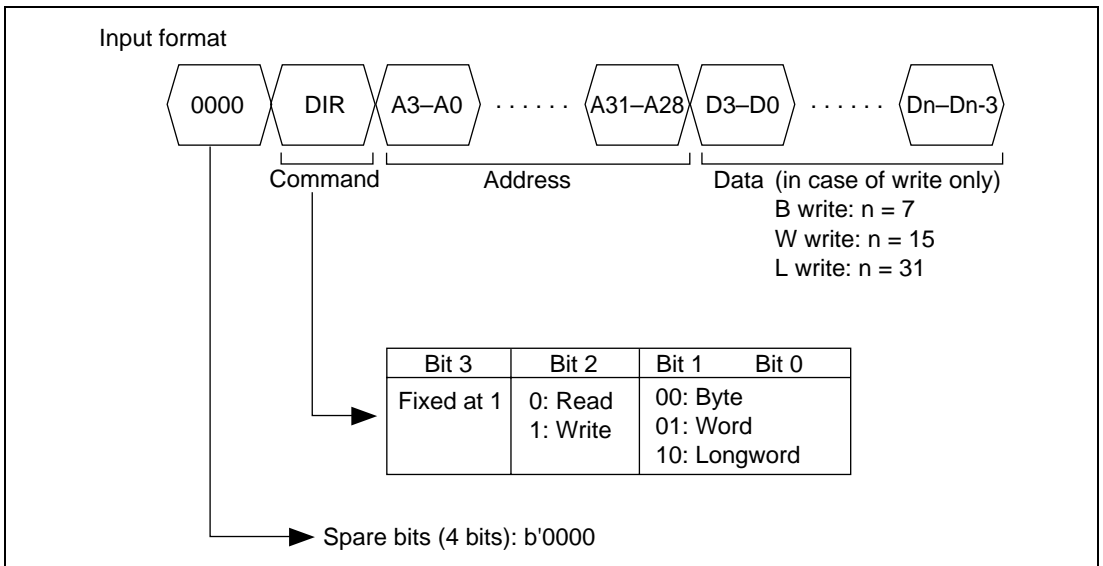 Input format
0000 DIR A3–A0 · · · · · · A31–A28 D3–D0 · · · · · · Dn–Dn-3
Command Address Data (in case of write only)
B write: n = 7
W write: n = 15
L write: n = 31
Bit 3 Bit 2 Bit 1 Bit 0
Fixed at 1 0: Read 00: Byte
1: Write 01: Word
10: Longword
Spare bits (4 bits): b'0000